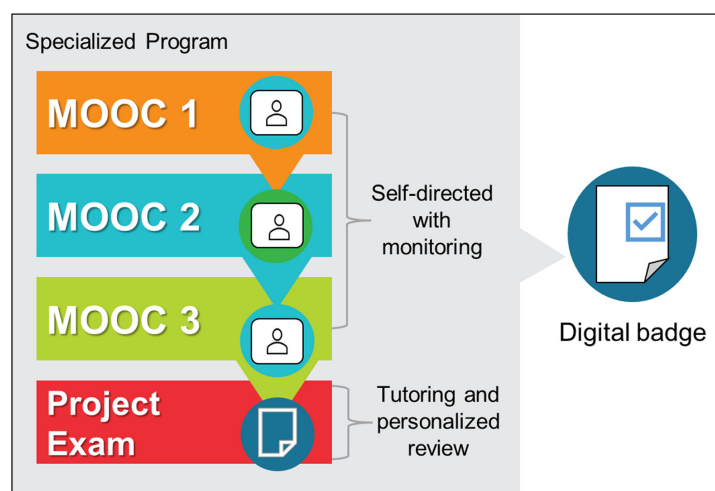 Specialized Program
MOOC 1
MOOC 2
MOOC 3
Project
Exam
Self-directed
with
monitoring
Tutoring and
personalized
review
Digital badge